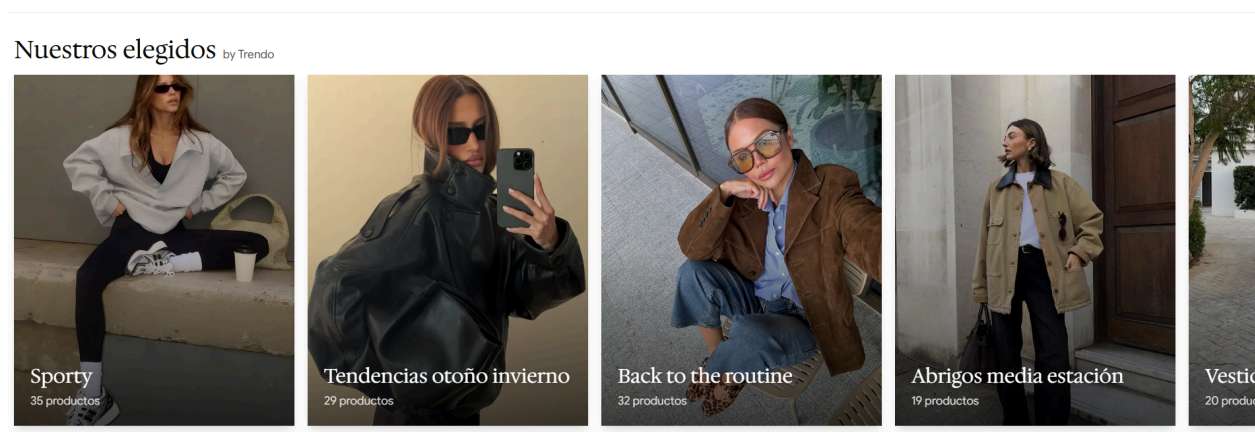 Nuestros elegidos by Trendo
Sporty
35 productos
Tendencias otoño invierno
29 productos
Back to the routine
32 productos
Abrigos media estación
19 productos
20